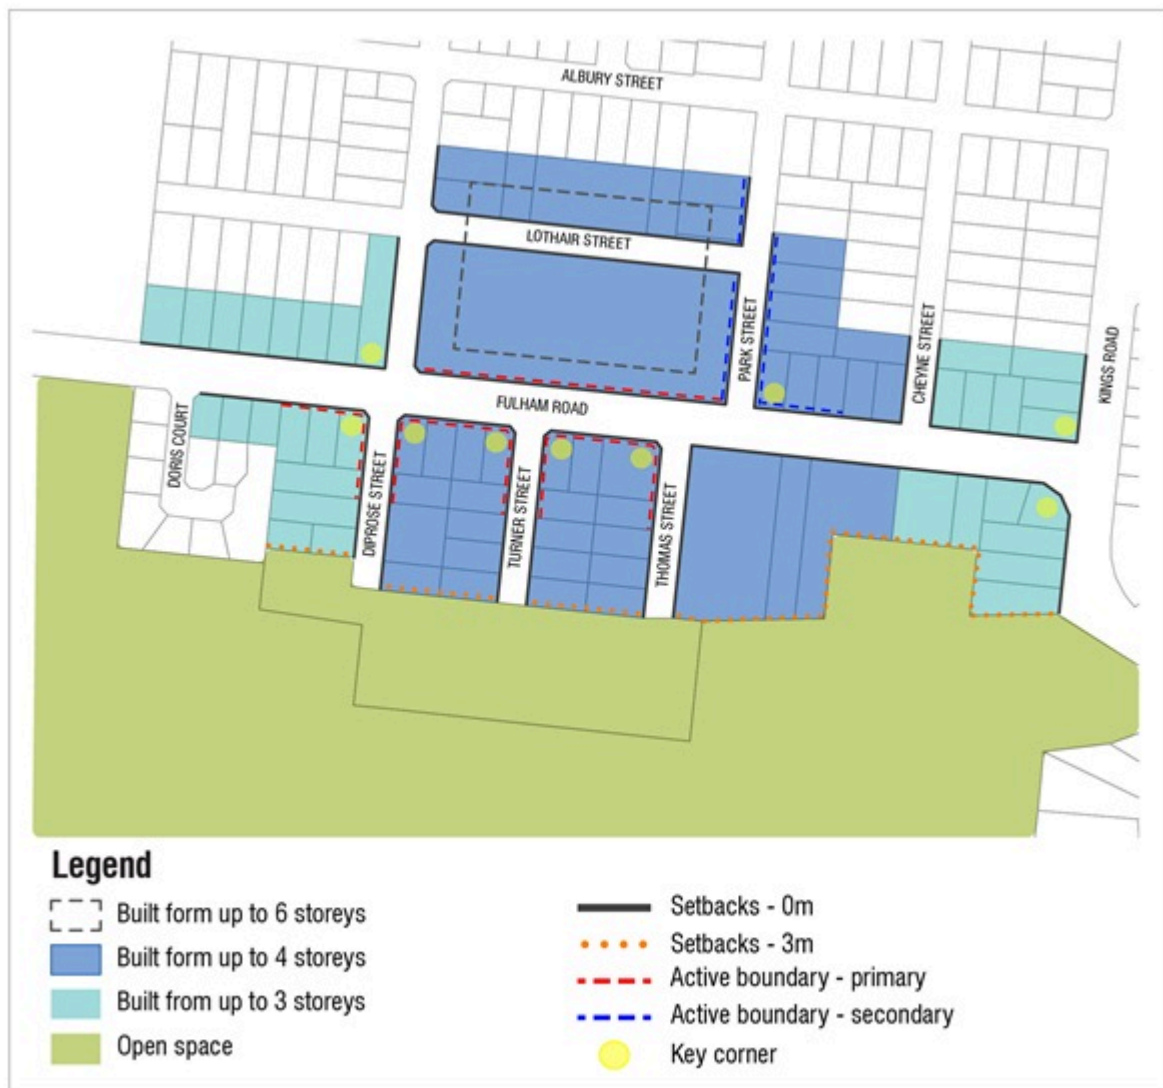 ALBURY STREET
LOTHAIR STREET
PARK STREET
CHEYNE STREET
KINGS ROAD
FULHAM ROAD
DORIS COURT
DIPROSE STREET
TURNER STREET
THOMAS STREET
Legend
Built form up to 6 storeys
Built form up to 4 storeys
Built from up to 3 storeys
Open space
Setbacks - 0m
Setbacks - 3m
Active boundary - primary
Active boundary - secondary
Key corner